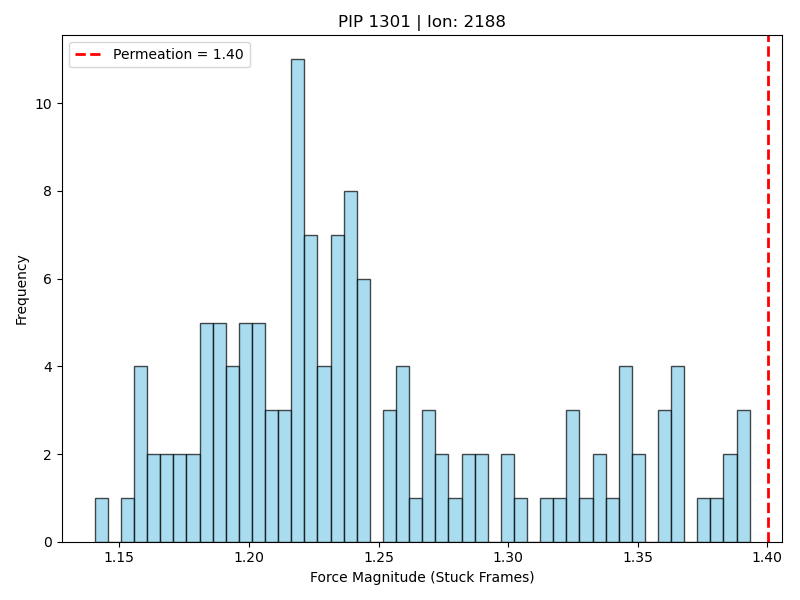 PIP 1301 | Ion: 2188
Permeation = 1.40
Frequency
10
8
6
4
2
0
1.15 1.20 1.25 1.30 1.35 1.40
Force Magnitude (Stuck Frames)